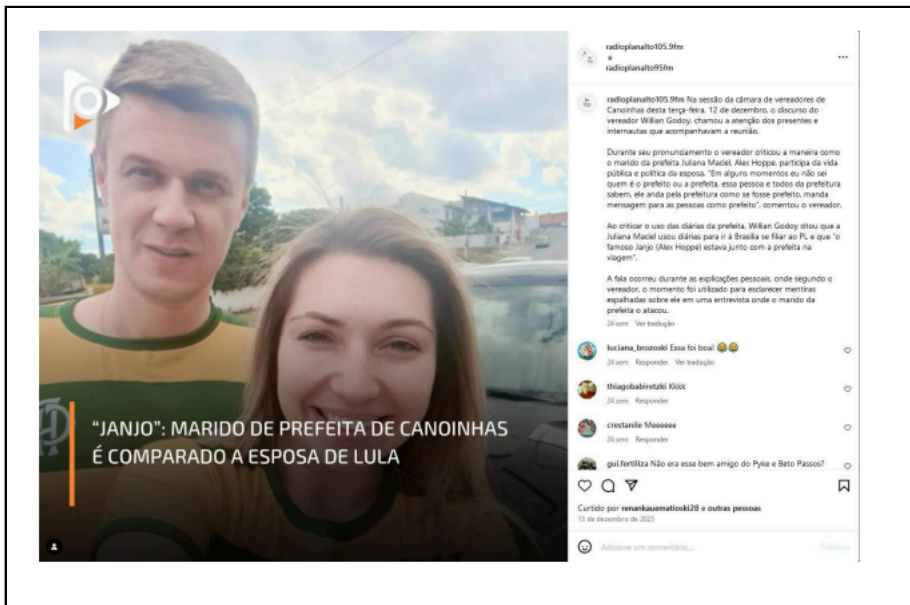 radioplanalto105.9fm
e
radioplanalto95fm
radioplanalto105.9fm Na sessão da câmara de vereadores de
Canoinhas desta terça-feira, 12 de dezembro, o discurso do
vereador Willian Godoy, chamou a atenção dos presentes e
internautas que acompanhavam a reunião.
Durante seu pronunciamento o vereador criticou a maneira como
o marido da prefeita Juliana Maciel, Alex Hoppe, participa da vida
pública e política da esposa. "Em alguns momentos eu não sei
quem é o prefeito ou a prefeita, essa pessoa e todos da prefeitura
sabem, ele anda pela prefeitura como se fosse prefeito, manda
mensagem para as pessoas como prefeito", comentou o vereador.
Ao criticar o uso das diárias da prefeita, Willian Godoy citou que a
Juliana Maciel usou diárias para ir à Brasília se filiar ao PL e que "o
famoso Janjo (Alex Hoppe) estava junto com a prefeita na
viagem".
A fala ocorreu durante as explicações pessoais, onde segundo o
vereador, o momento foi utilizado para esclarecer mentiras
espalhadas sobre ele em uma entrevista onde o marido da
prefeita o atacou.
24 sem Ver tradução
luciana_brozoski Essa foi boa! 😂😂
24 sem Responder Ver tradução
thiagobabiretzki Kkkk
24 sem Responder
crestanile Meeeeee
24 sem Responder
gui.fertiliza Não era esse bem amigo do Pyke e Beto Passos?
Curtido por renankauematioski28 e outras pessoas
13 de dezembro de 2023
Adicione um comentário...
Publicar
"JANJO": MARIDO DE PREFEITA DE CANOINHAS
É COMPARADO A ESPOSA DE LULA